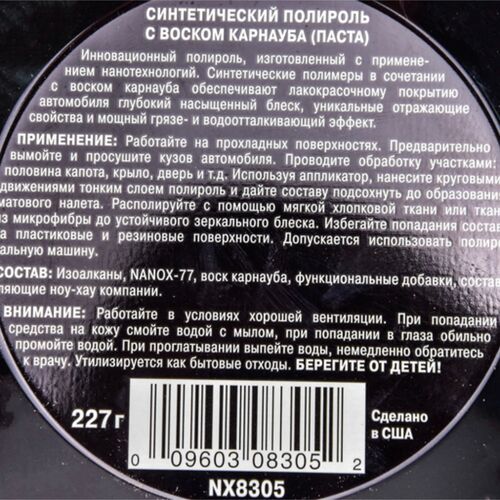 СИНТЕТИЧЕСКИЙ ПОЛИРОЛЬ
С ВОСКОМ КАРНАУБА (ПАСТА)
Инновационный полироль, изготовленный с примене-
нием нанотехнологий. Синтетические полимеры в сочетании
с воском карнауба обеспечивают лакокрасочному покрытию
автомобиля глубокий насыщенный блеск, уникальные отражающие
свойства и мощный грязе- и водоотталкивающий эффект.
ПРИМЕНЕНИЕ: Работайте на прохладных поверхностях. Предварительно
вымойте и просушите кузов автомобиля. Проводите обработку участками:
половина капота, крыло, дверь и т.д. Используя аппликатор, нанесите круговыми
движениями тонким слоем полироль и дайте составу подсохнуть до образования
матового налета. Располируйте с помощью мягкой хлопковой ткани или ткани
из микрофибры до устойчивого зеркального блеска. Избегайте попадания состава
на пластиковые и резиновые поверхности. Допускается использовать полиро
альную машину.
СОСТАВ: Изоалканы, NANOX-77, воск карнауба, функциональные добавки, состав-
ляющие ноу-хау компании.
ВНИМАНИЕ: Работайте в условиях хорошей вентиляции. При попадании
средства на кожу смойте водой с мылом, при попадании в глаза обильно
промойте водой. При проглатывании выпейте воды, немедленно обратитесь
к врачу. Утилизируется как бытовые отходы. БЕРЕГИТЕ ОТ ДЕТЕЙ!
227 г
Сделано
в США
0 09603 08305 2
NX8305